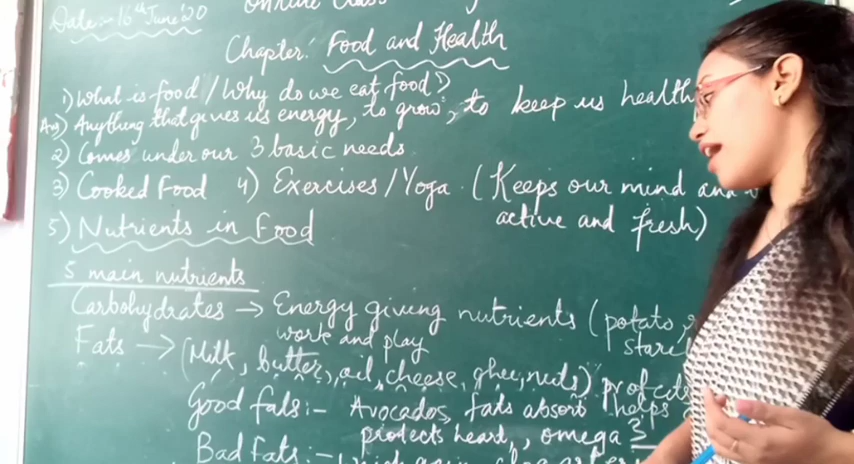 Online Class
Date:- 16th June'20
Chapter: Food and Health
1) What is food / Why do we eat food?
Ans) Anything that gives us energy, to grow, to keep us health
2) Comes under our 3 basic needs
3) Cooked Food 4) Exercises / Yoga (Keeps our mind and
active and fresh)
5) Nutrients in Food
5 main nutrients
Carbohydrates → Energy giving nutrients (potato,
work and play
Fats → (Milk, butter, oil, cheese, ghee, nuts) protects
Good fats:- Avocados, fats absorb (helps
protects heart, omega 3
Bad Fats:- which